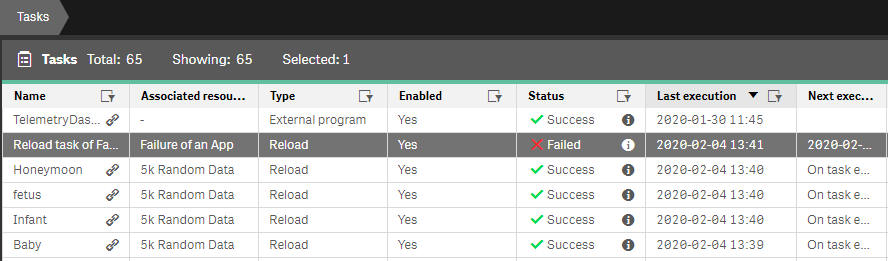 Tasks
Tasks Total: 65 Showing: 65 Selected: 1
Name Associated resou... Type Enabled Status Last execution Next exec...
TelemetryDas... - External program Yes Success 2020-01-30 11:45
Reload task of Fa... Failure of an App Reload Yes Failed 2020-02-04 13:41 2020-02-...
Honeymoon 5k Random Data Reload Yes Success 2020-02-04 13:40 On task e...
fetus 5k Random Data Reload Yes Success 2020-02-04 13:40 On task e...
Infant 5k Random Data Reload Yes Success 2020-02-04 13:40 On task e...
Baby 5k Random Data Reload Yes Success 2020-02-04 13:39 On task e...